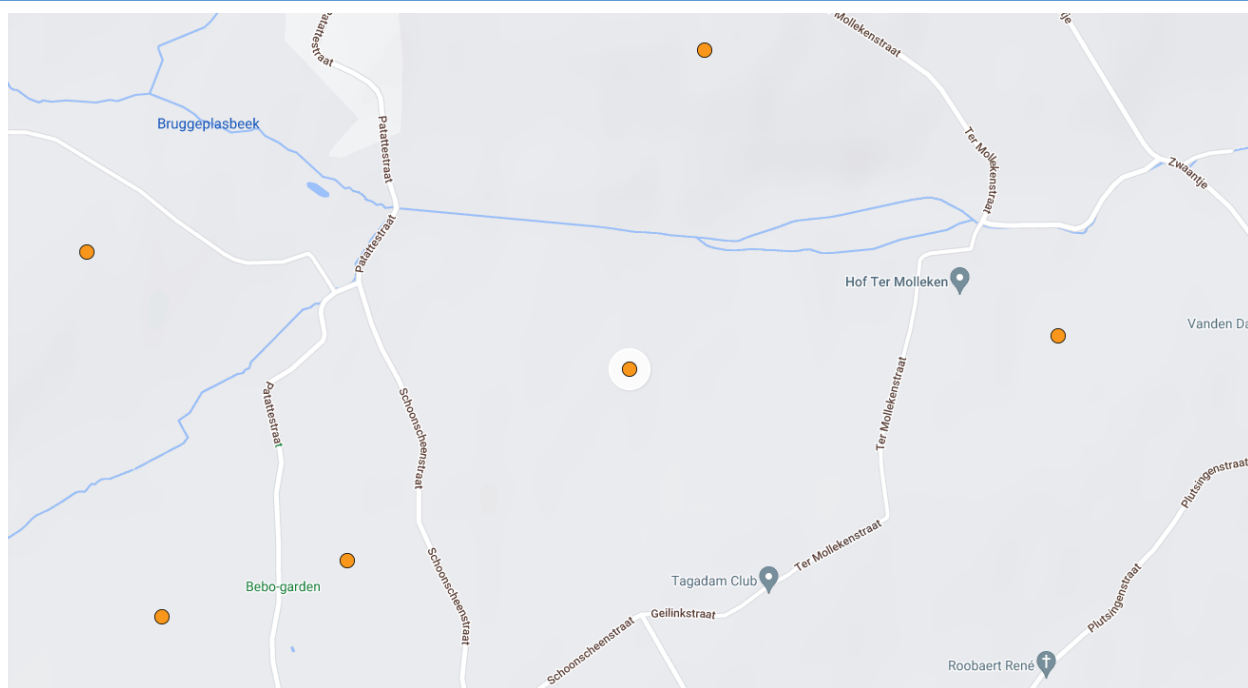 Patattestraat
Mollekenstraat
Bruggeplasbeek
Patattestraat
Ter Mollekenstraat
Zwaantje
Patattestraat
Hof Ter Molleken
Ter Mollekenstraat
Patattestraat
Schoonscheenstraat
Plutsingenstraat
Ter Mollekenstraat
Schoonscheenstraat
Tagadam Club
Bebo-garden
Geilinkstraat
Plutsingenstraat
Schoonscheenstraat
Roobaert René
Vanden Da